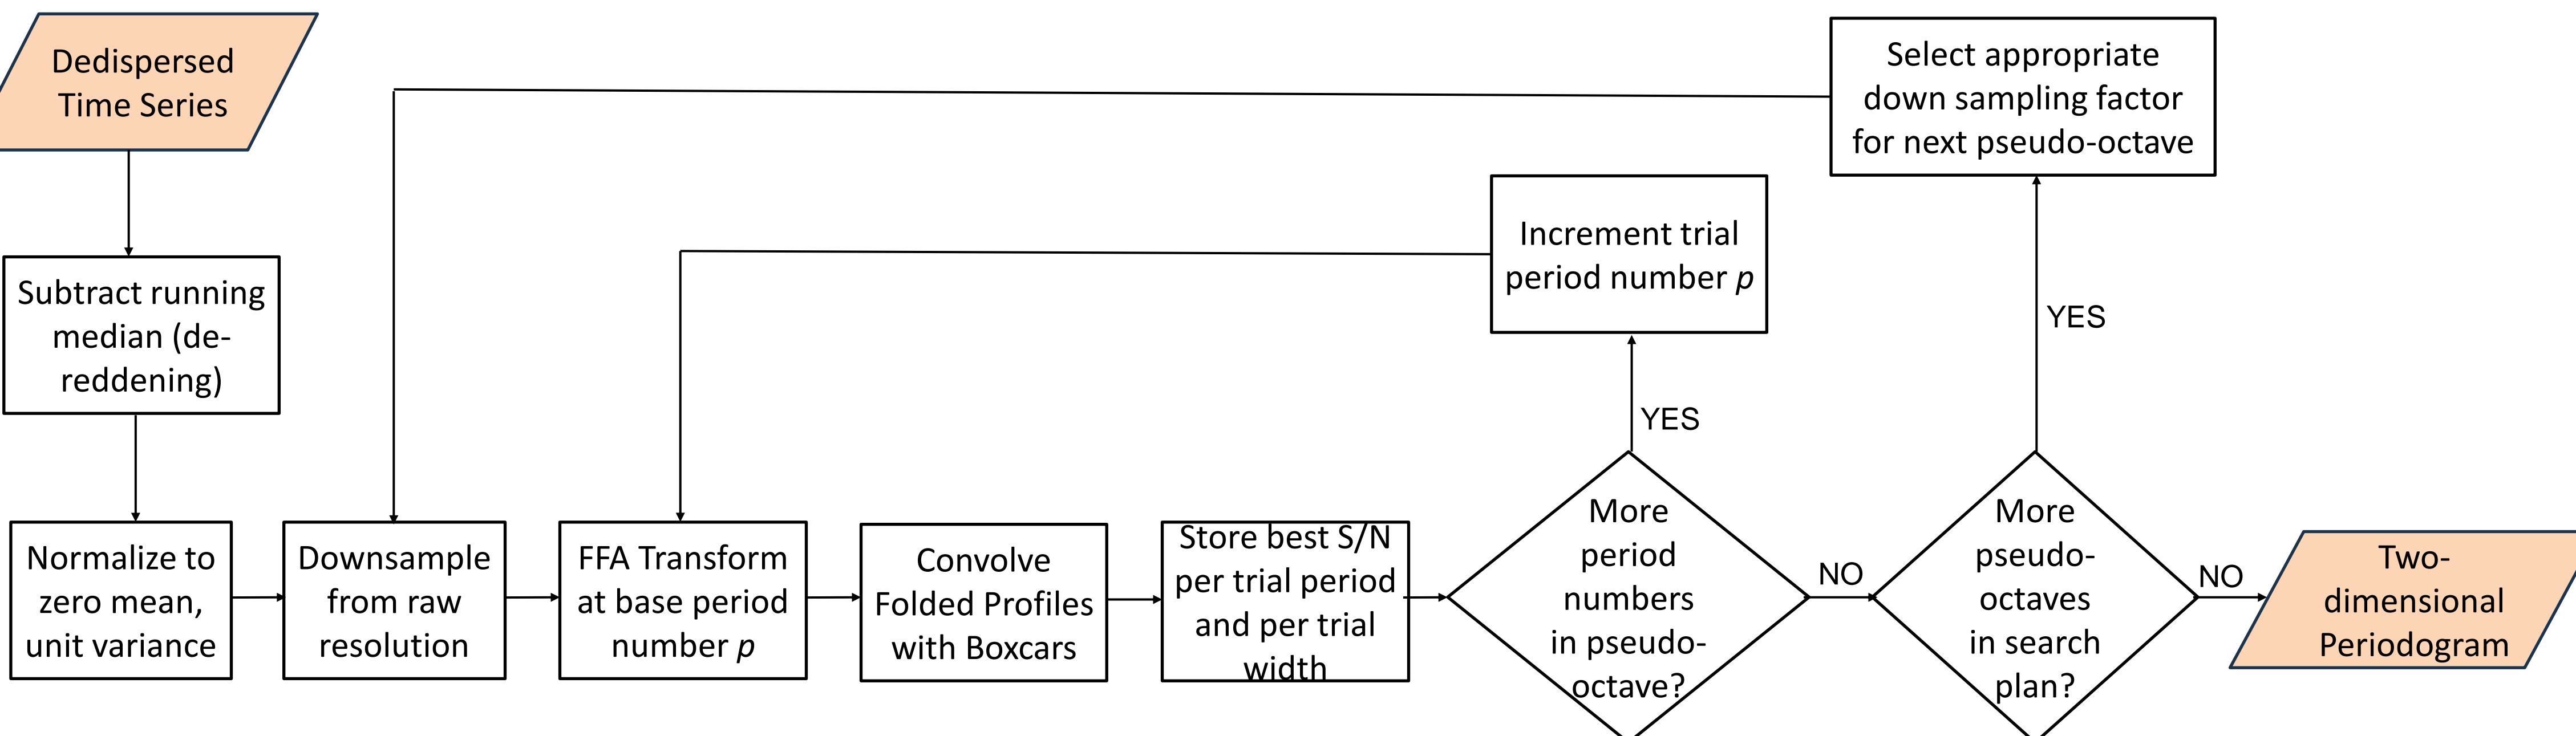 Dedispersed
Time Series
Select appropriate
down sampling factor
for next pseudo-octave
Increment trial
period number p
Subtract running
median (de-
reddening)
YES
YES
Normalize to
zero mean,
unit variance
Downsample
from raw
resolution
FFA Transform
at base period
number p
Convolve
Folded Profiles
with Boxcars
Store best S/N
per trial period
and per trial
width
More
period
numbers
in pseudo-
octave?
NO
More
pseudo-
octaves
in search
plan?
NO
Two-
dimensional
Periodogram